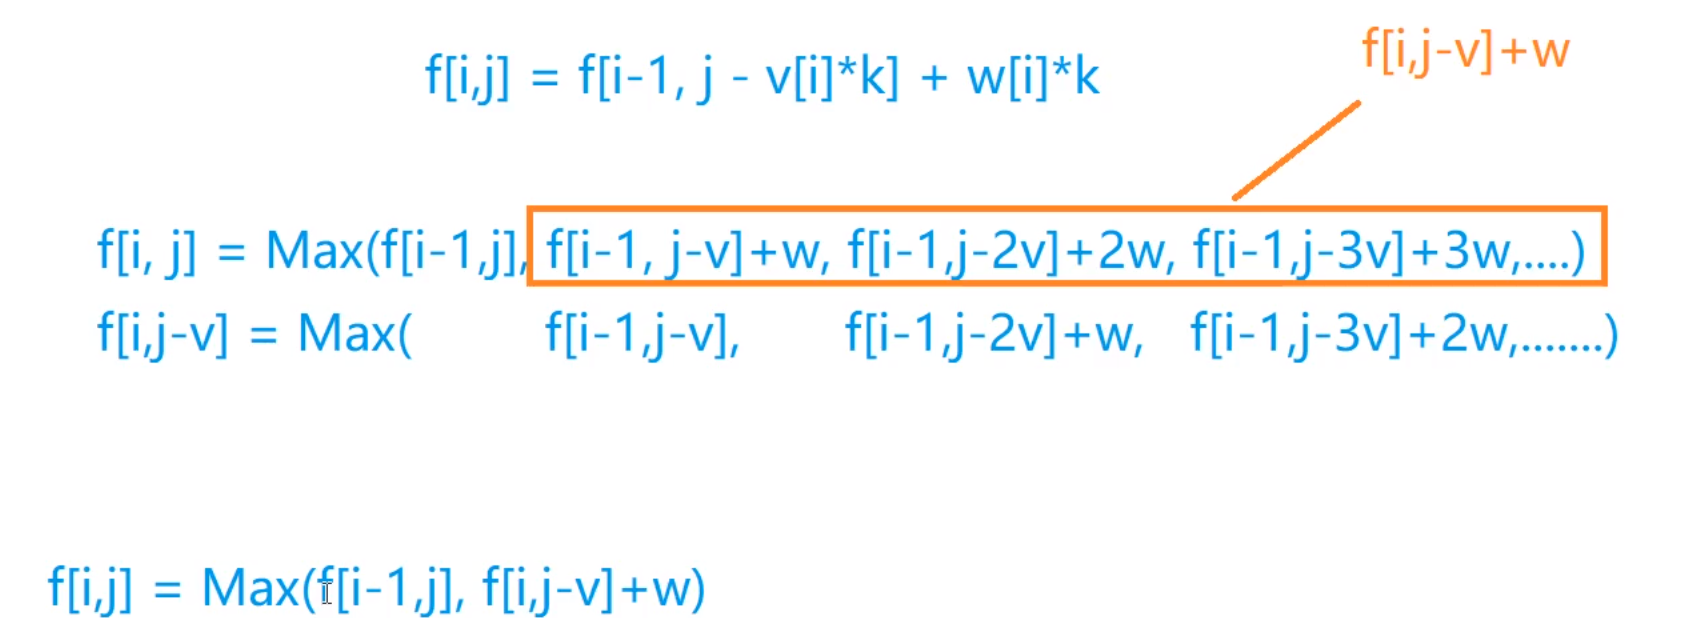 f[i,j-v]+w
f[i,j] = f[i-1, j - v[i]*k] + w[i]*k
f[i, j] = Max(f[i-1,j], f[i-1, j-v]+w, f[i-1,j-2v]+2w, f[i-1,j-3v]+3w,....)
f[i,j-v] = Max( f[i-1,j-v], f[i-1,j-2v]+w, f[i-1,j-3v]+2w,.......)
f[i,j] = Max(f[i-1,j], f[i,j-v]+w)